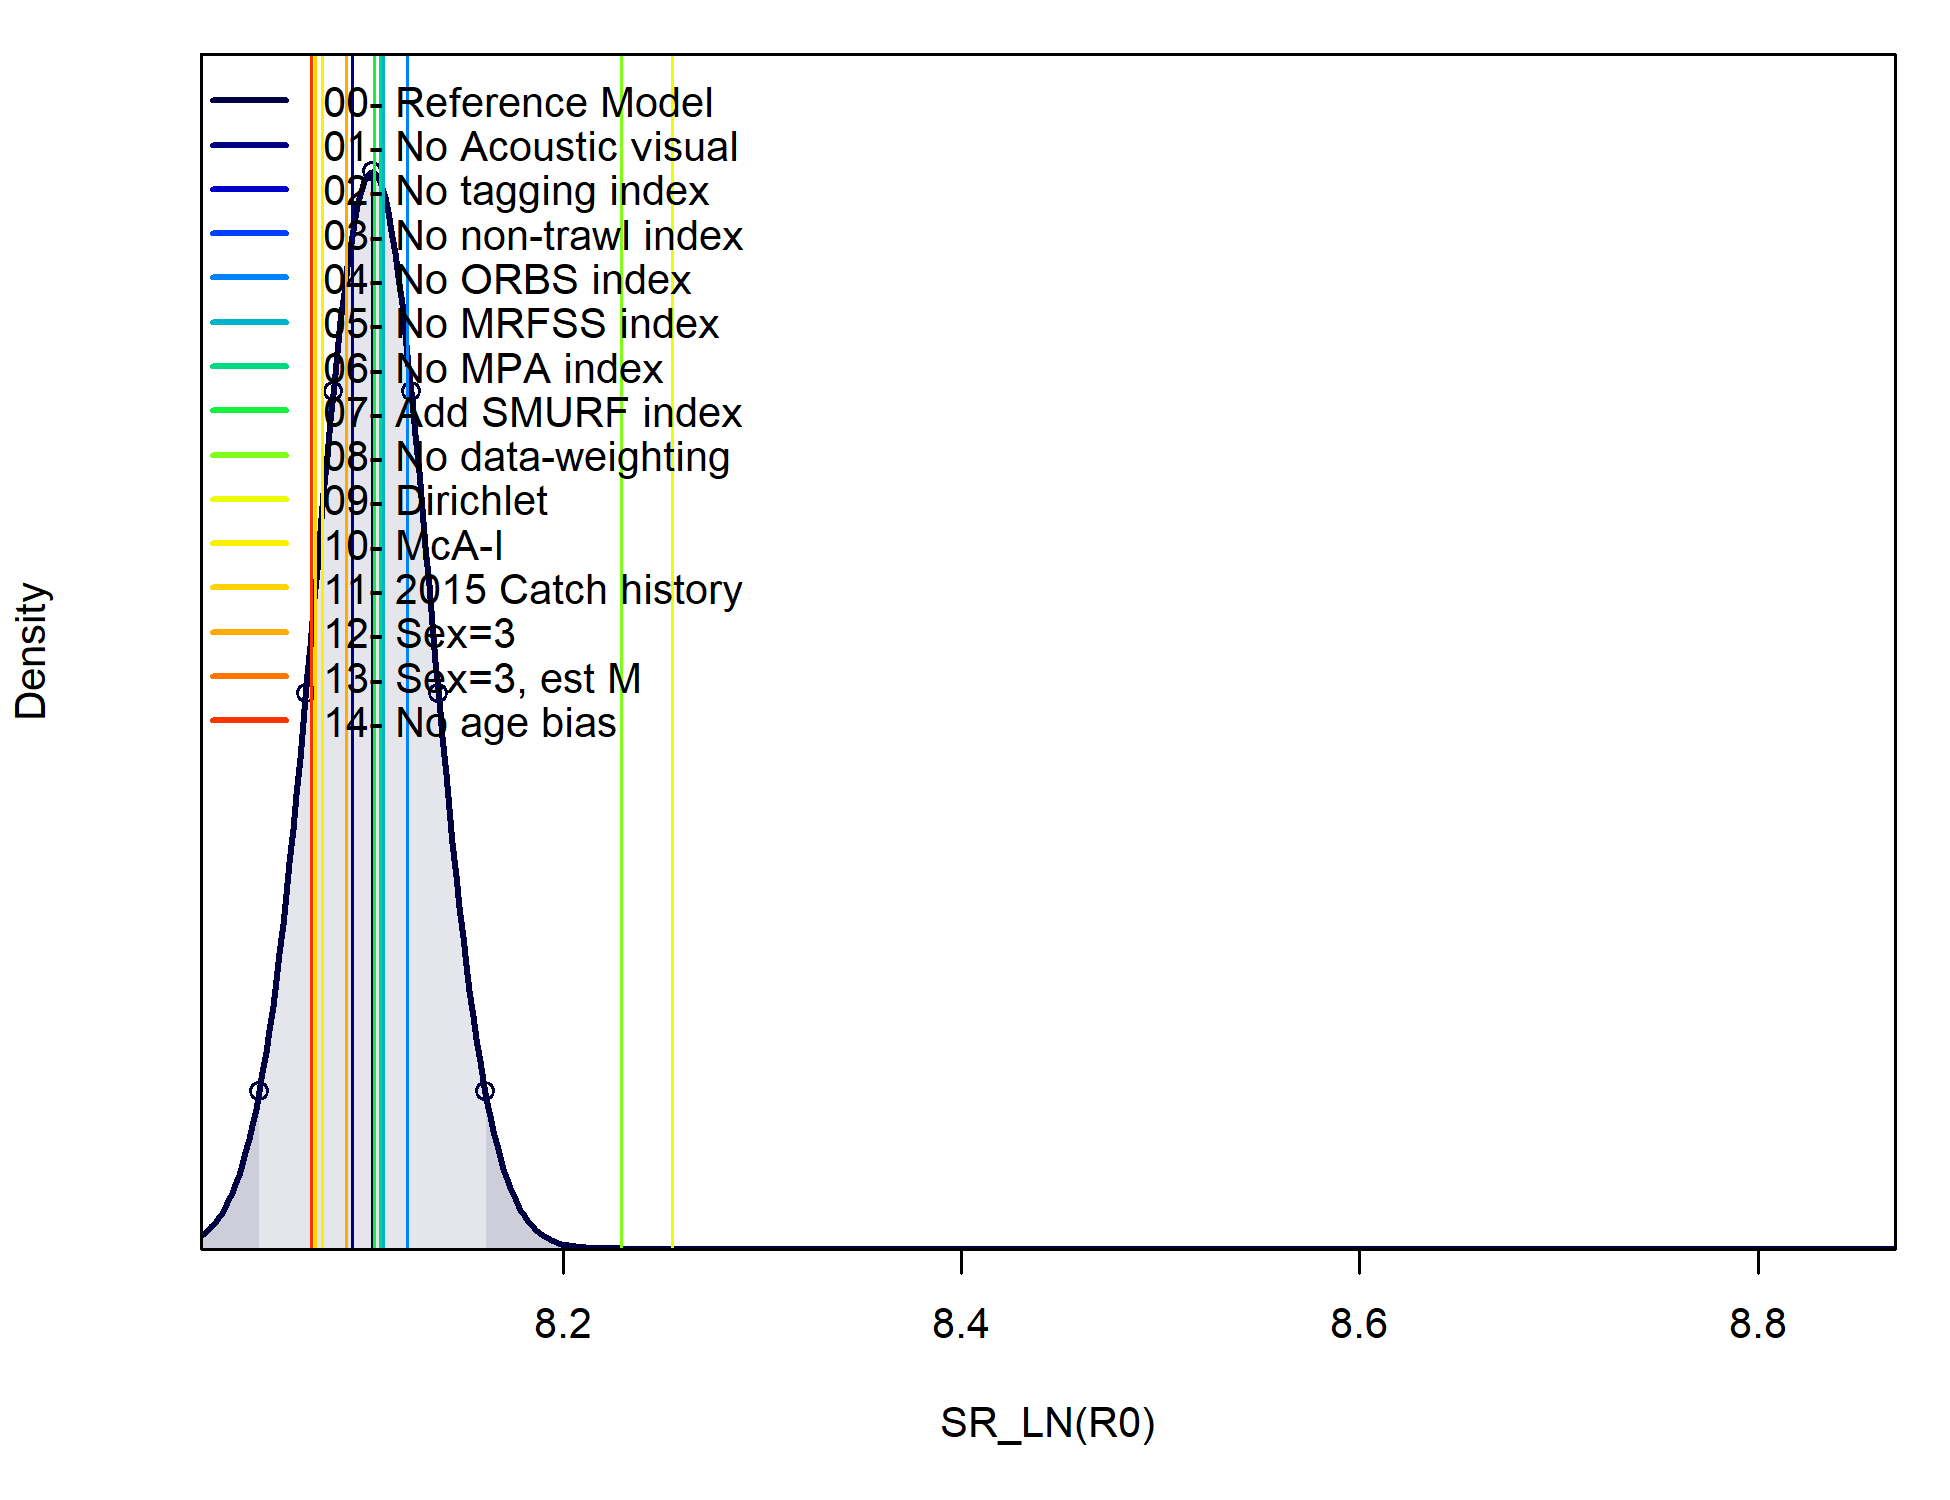 00- Reference Model
01- No Acoustic visual
02- No tagging index
03- No non-trawl index
04- No ORBS index
05- No MRFSS index
06- No MPA index
07- Add SMURF index
08- No data-weighting
09- Dirichlet
10- McA-I
11- 2015 Catch history
12- Sex=3
13- Sex=3, est M
14- No age bias
Density
8.2
8.4
8.6
8.8
SR_LN(R0)